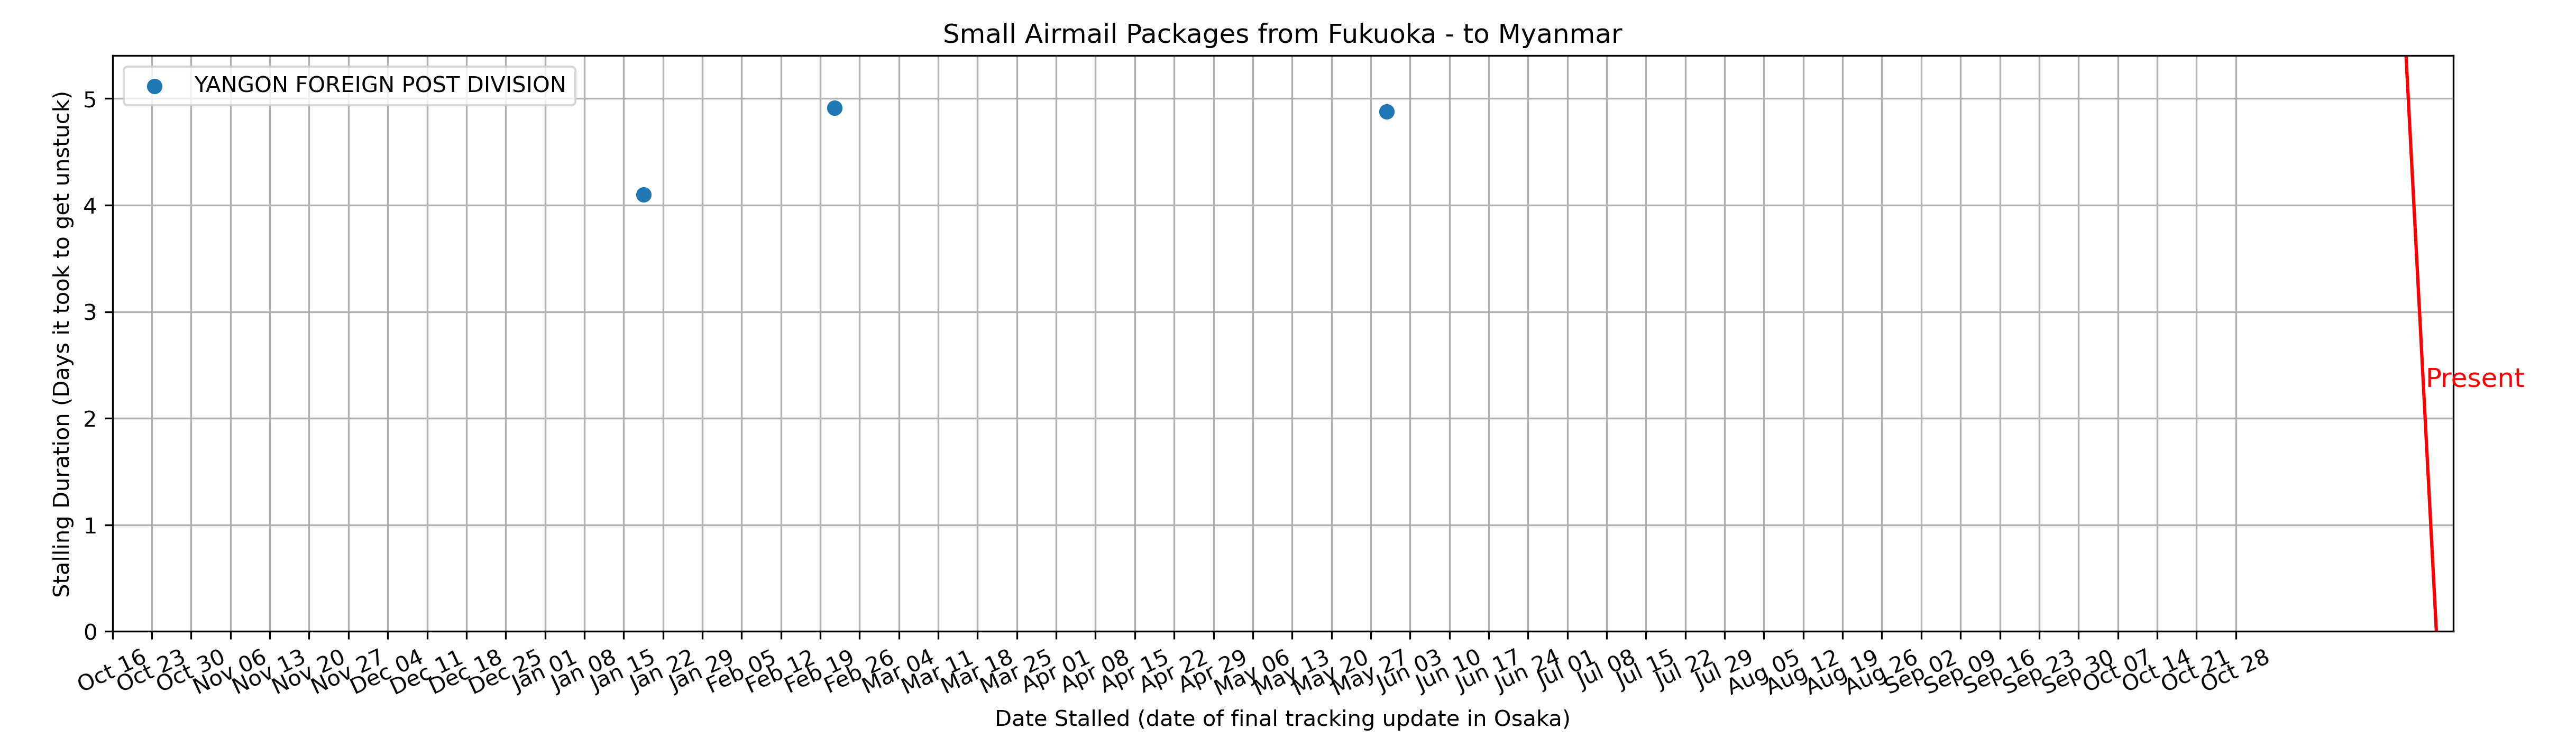 Small Airmail Packages from Fukuoka - to Myanmar
YANGON FOREIGN POST DIVISION
Stalling Duration (Days it took to get unstuck)
5
4
3
2
1
0
Present
Oct 16
Oct 23
Oct 30
Nov 06
Nov 13
Nov 20
Nov 27
Dec 04
Dec 11
Dec 18
Dec 25
Jan 01
Jan 08
Jan 15
Jan 22
Jan 29
Feb 05
Feb 12
Feb 19
Feb 26
Mar 04
Mar 11
Mar 18
Mar 25
Apr 01
Apr 08
Apr 15
Apr 22
Apr 29
May 06
May 13
May 20
May 27
Jun 03
Jun 10
Jun 17
Jun 24
Jul 01
Jul 08
Jul 15
Jul 22
Jul 29
Aug 05
Aug 12
Aug 19
Aug 26
Sep 02
Sep 09
Sep 16
Sep 23
Sep 30
Oct 07
Oct 14
Oct 21
Oct 28
Date Stalled (date of final tracking update in Osaka)